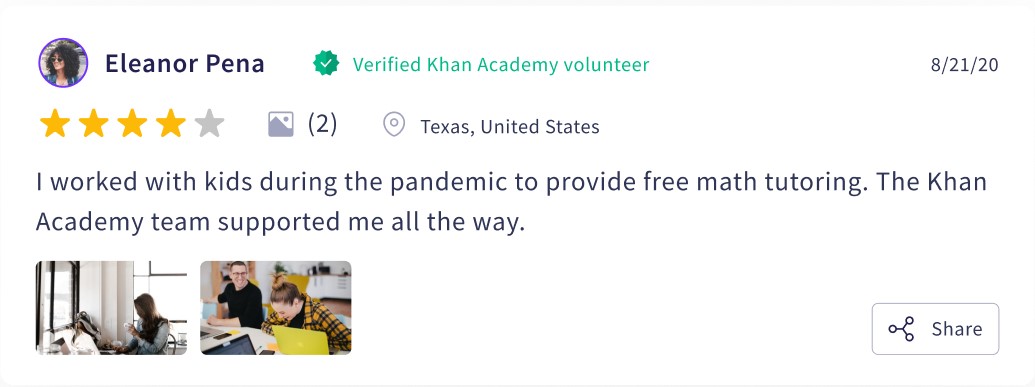 Eleanor Pena Verified Khan Academy volunteer 8/21/20
(2) Texas, United States
I worked with kids during the pandemic to provide free math tutoring. The Khan
Academy team supported me all the way.
Share